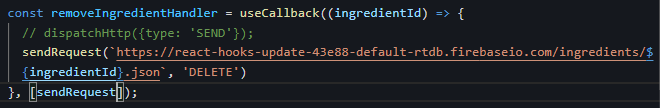 const removeIngredientHandler = useCallback((ingredientId) => {
// dispatchHttp({type: 'SEND'});
sendRequest(`https://react-hooks-update-43e88-default-rtdb.firebaseio.com/ingredients/$
{ingredientId}.json`, 'DELETE')
}, [sendRequest]);